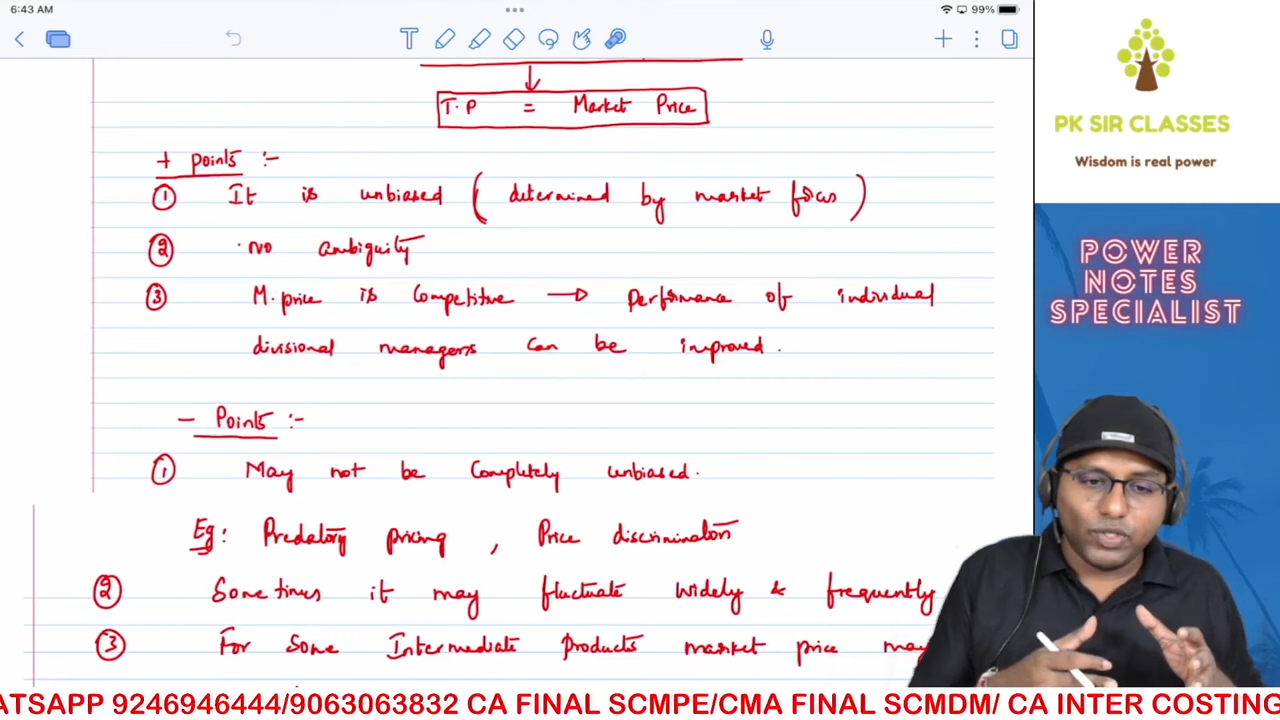 6:43 AM
99%
T
T.P = Market Price
+ points :-
① It is unbiased (determined by market focus)
② no ambiguity
③ M.price is Competitive → Performance of individual
divisional managers can be improved.
- Points :-
① May not be Completely unbiased.
Eg: Predatory pricing , Price discrimination
② Sometimes it may fluctuate widely & frequently
③ For Some Intermediate Products market price may
PK SIR CLASSES
Wisdom is real power
POWER
NOTES
SPECIALIST
ATSAPP 9246946444/9063063832 CA FINAL SCMPE/CMA FINAL SCMDM/ CA INTER COSTING